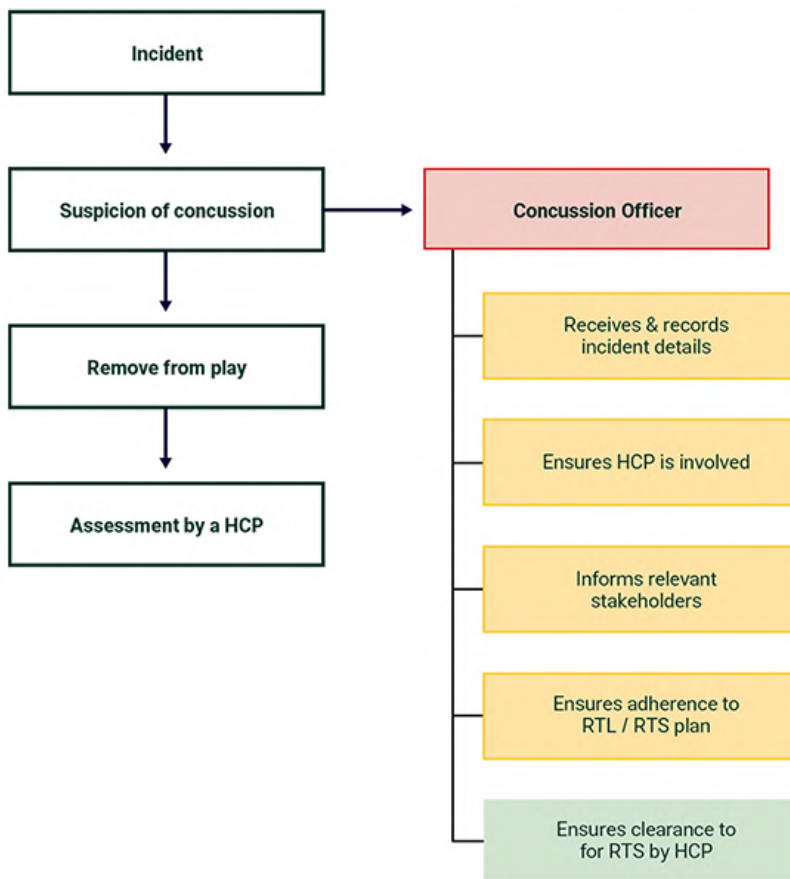 Incident
Suspicion of concussion
Concussion Officer
Remove from play
Assessment by a HCP
Receives & records
incident details
Ensures HCP is involved
Informs relevant
stakeholders
Ensures adherence to
RTL / RTS plan
Ensures clearance to
for RTS by HCP